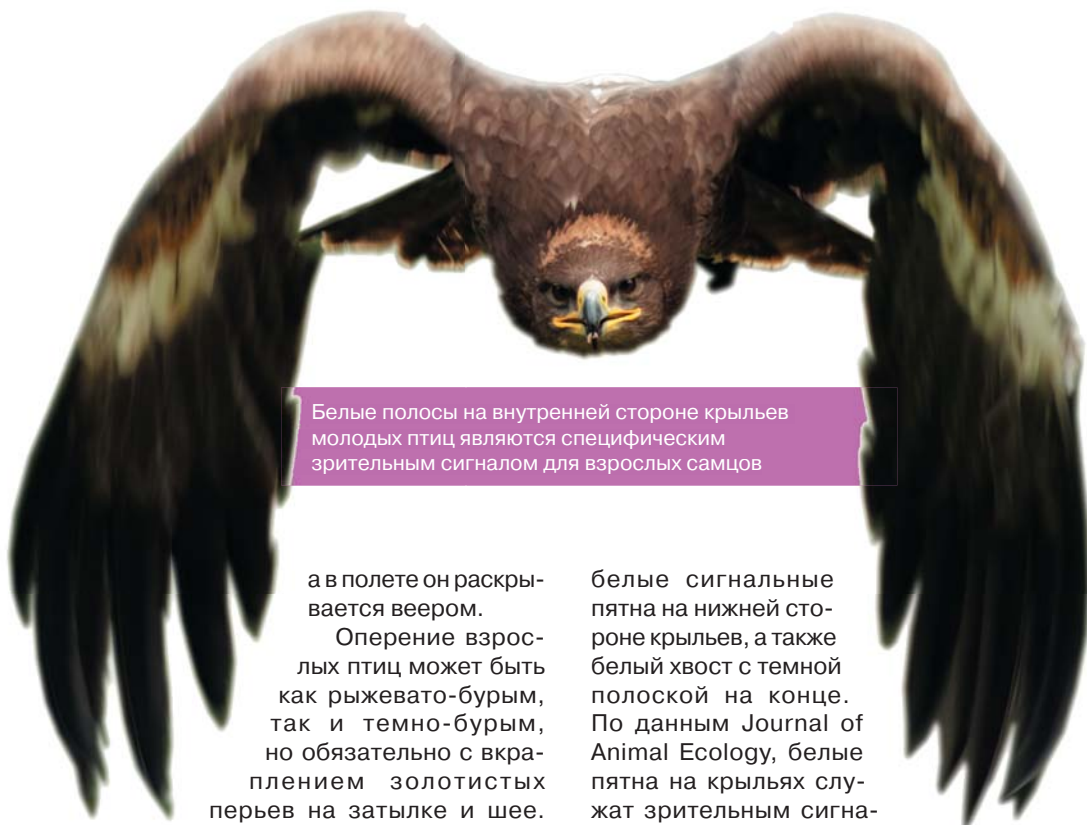 Белые полосы на внутренней стороне крыльев
молодых птиц являются специфическим
зрительным сигналом для взрослых самцов
а в полете он раскры-
вается веером.
Оперение взрос-
лых птиц может быть
как рыжевато-бурым,
так и темно-бурым,
но обязательно с вкра-
плением золотистых
перьев на затылке и шее.
белые сигнальные
пятна на нижней сто-
роне крыльев, а также
белый хвост с темной
полоской на конце.
По данным Journal of
Animal Ecology, белые
пятна на крыльях слу-
жат зрительным сигна-